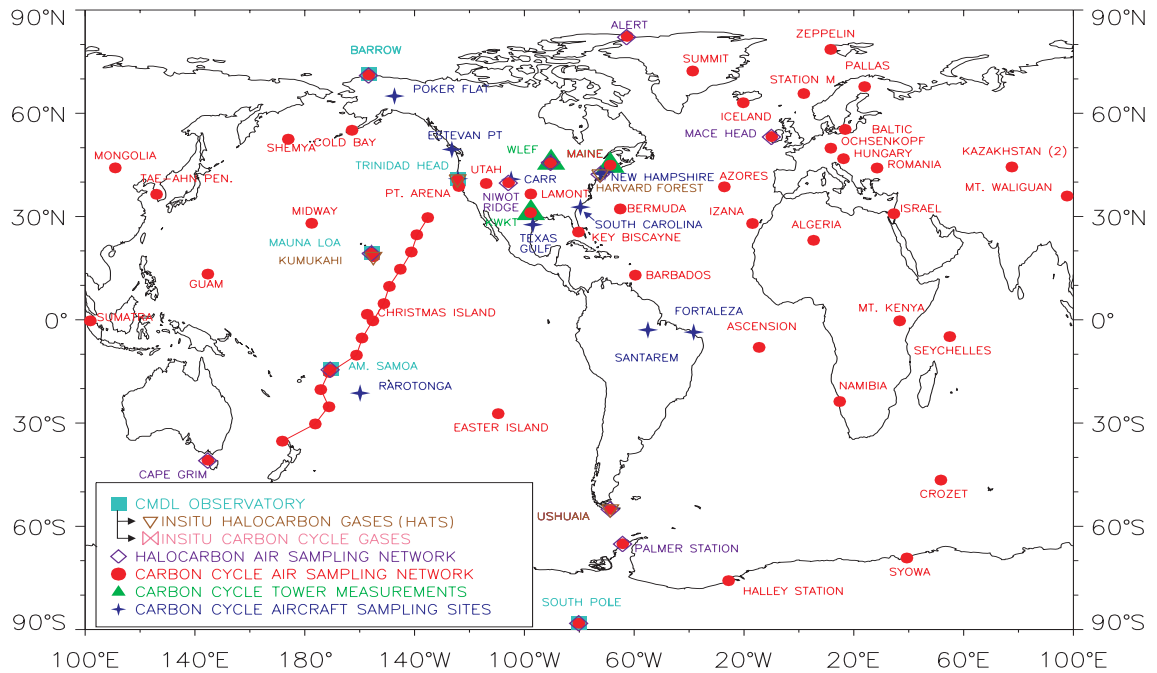 90°N
90°N
ALERT
ZEPPELIN
BARROW
SUMMIT
PALLAS
STATION M
POKER FLAT
60°N
60°N
ICELAND
ESTEVAN PT
MACE HEAD
BALTIC
SHEMYA
COLD BAY
OCHSENKOPF
MONGOLIA
WLEF
MAINE
HUNGARY
KAZAKHSTAN (2)
TRINIDAD HEAD
UTAH
ROMANIA
TAE-AHN PEN.
CARR
NEW HAMPSHIRE
AZORES
HARVARD FOREST
MT. WALIGUAN
PT. ARENA
NIWOT
RIDGE
LAMONT
30°N
30°N
MIDWAY
BERMUDA
IZANA
ISRAEL
KWKT
SOUTH CAROLINA
ALGERIA
MAUNA LOA
TEXAS
GULF
KEY BISCAYNE
KUMUKAHI
GUAM
BARBADOS
SUMATRA
CHRISTMAS ISLAND
FORTALEZA
MT. KENYA
0°
0°
ASCENSION
SANTAREM
SEYCHELLES
AM. SAMOA
RAROTONGA
NAMIBIA
30°S
30°S
EASTER ISLAND
CAPE GRIM
CROZET
CMDL OBSERVATORY
INSITU HALOCARBON GASES (HATS)
INSITU CARBON CYCLE GASES
HALOCARBON AIR SAMPLING NETWORK
CARBON CYCLE AIR SAMPLING NETWORK
CARBON CYCLE TOWER MEASUREMENTS
CARBON CYCLE AIRCRAFT SAMPLING SITES
USHUAIA
60°S
60°S
PALMER STATION
SYOWA
HALLEY STATION
SOUTH POLE
90°S
90°S
100°E
140°E
180°
140°W
100°W
60°W
20°W
20°E
60°E
100°E